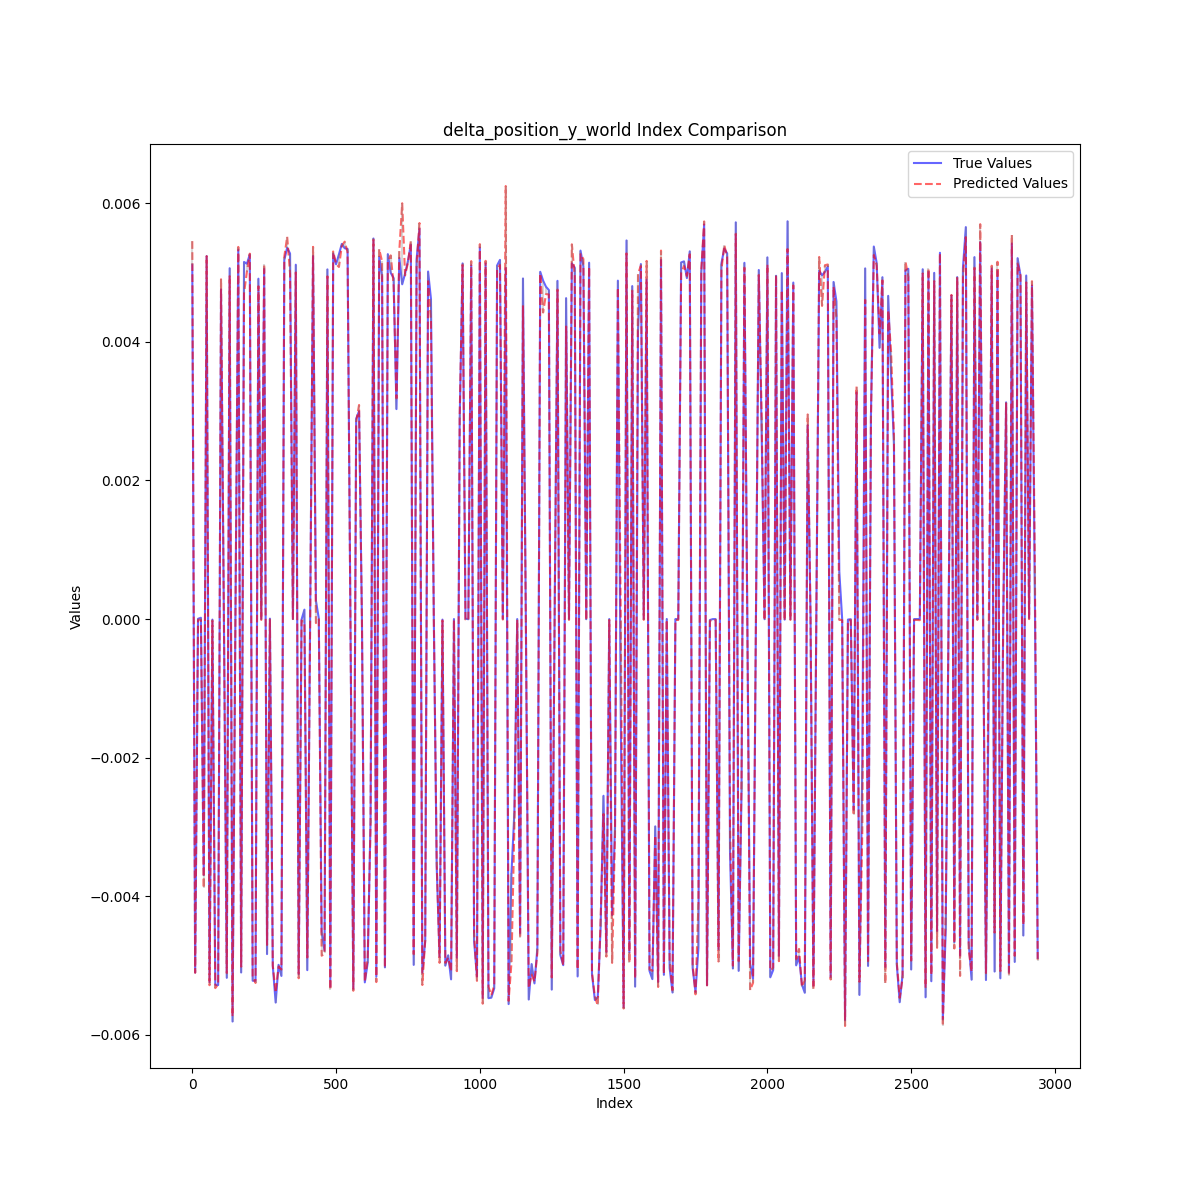 delta_position_y_world Index Comparison
True Values
Predicted Values
0.006
0.004
0.002
0.000
−0.002
−0.004
−0.006
Values
0
500
1000
1500
2000
2500
3000
Index